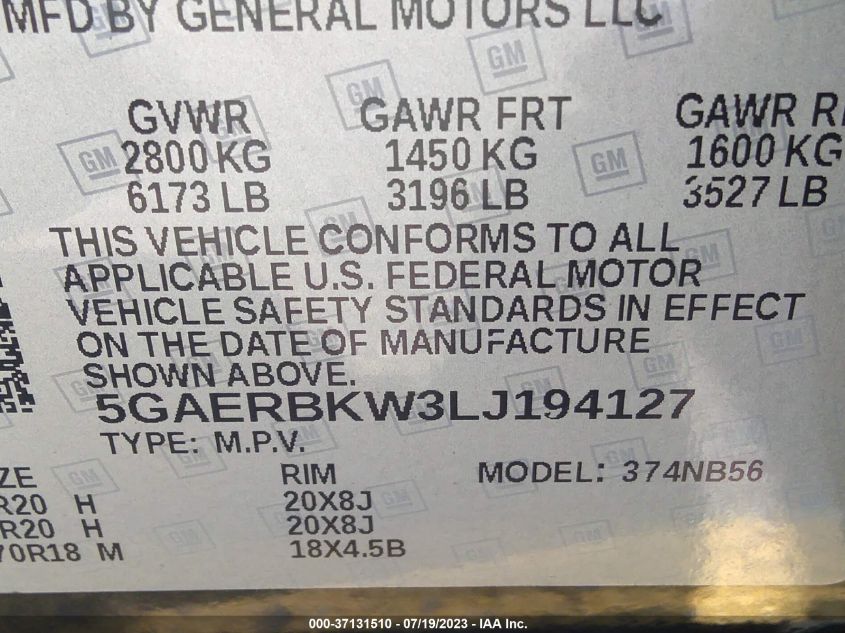 MFD BY GENERAL MOTORS LLC
GVWR GAWR FRT GAWR
2800 KG 1450 KG 1600 KG
6173 LB 3196 LB 3527 LB
THIS VEHICLE CONFORMS TO ALL
APPLICABLE U.S. FEDERAL MOTOR
VEHICLE SAFETY STANDARDS IN EFFECT
ON THE DATE OF MANUFACTURE
SHOWN ABOVE.
5GAERBKW3LJ194127
TYPE: M.P.V.
ZE RIM MODEL: 374NB56
R20 H 20X8J
R20 H 20X8J
70R18 M 18X4.5B
000-37131510 / 07/19/2023 - IAA Inc.